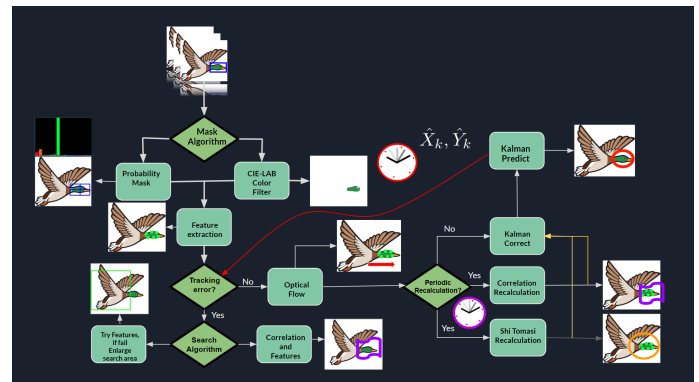 Mask
Algorithm
X̂k, Ŷk
Kalman
Predict
Probability
Mask
CIE-LAB
Color
Filter
Feature
extraction
No
Kalman
Correct
Tracking
error?
No
Optical
Flow
Periodic
Recalculation?
Yes
Correlation
Recalculation
Yes
Yes
Shi Tomasi
Recalculation
Try Features,
if fail
Enlarge
search area
Search
Algorithm
Correlation
and
Features